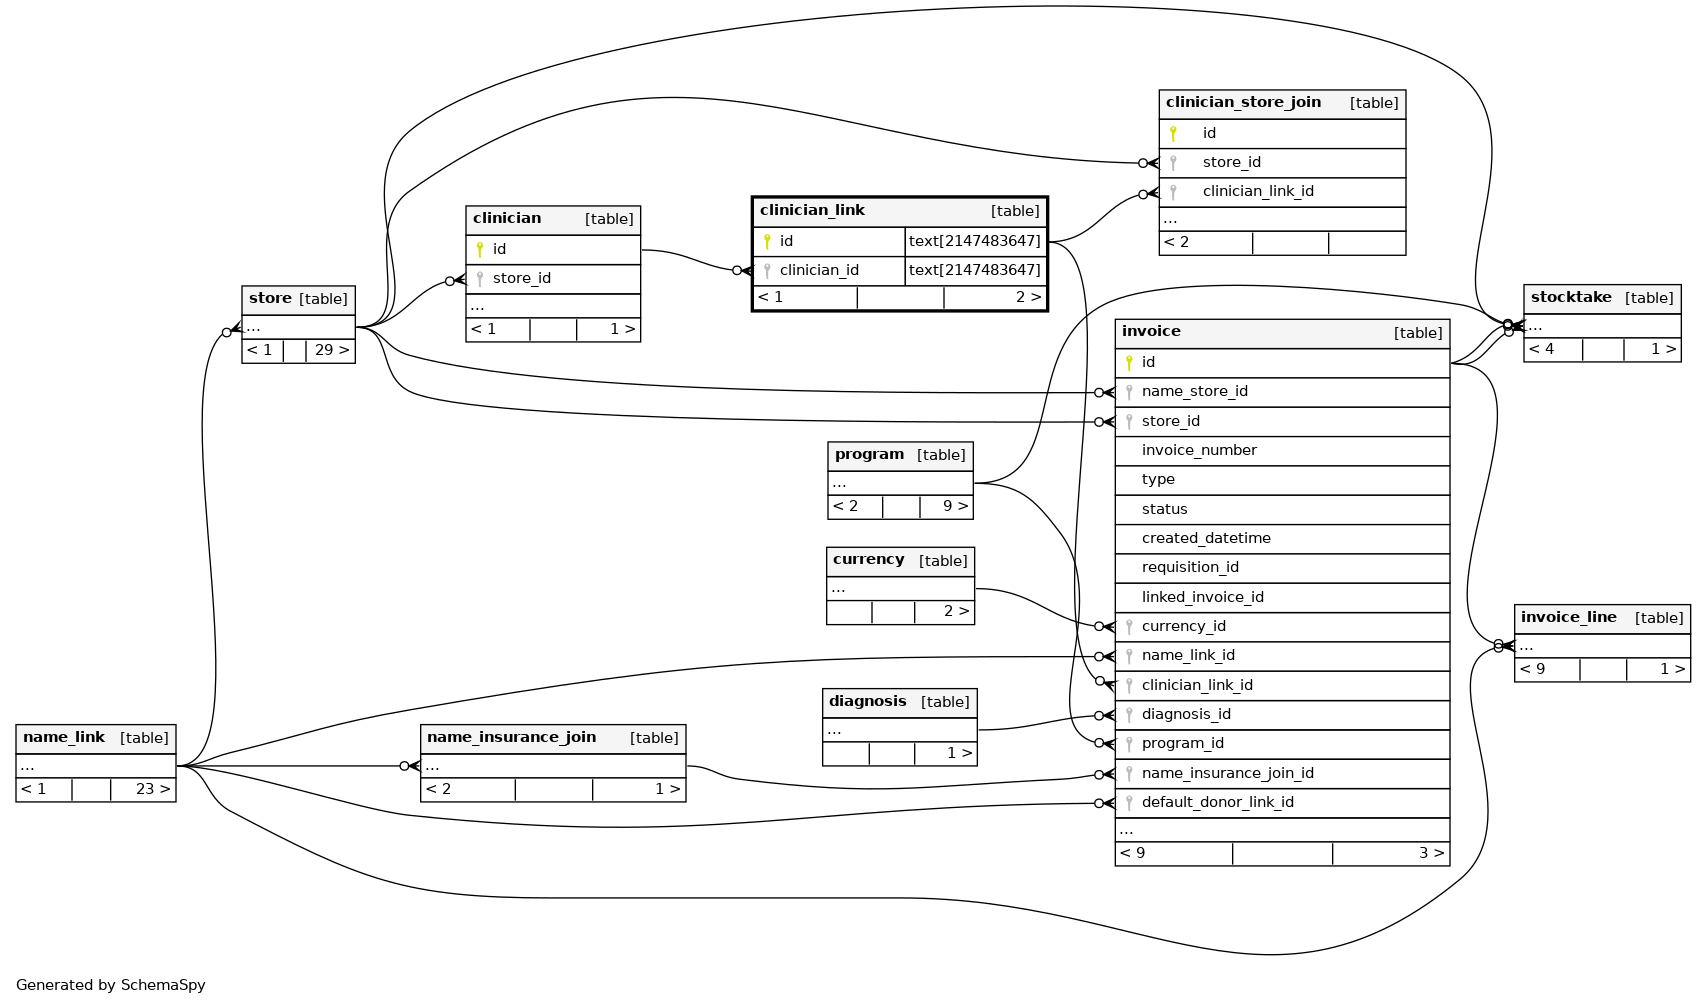 clinician_store_join [table]
id
store_id
clinician_link_id
...
< 2
clinician [table]
id
store_id
...
< 1 1 >
clinician_link [table]
id text[2147483647]
clinician_id text[2147483647]
< 1 2 >
store [table]
...
< 1 29 >
stocktake [table]
...
< 4 1 >
invoice [table]
id
name_store_id
store_id
invoice_number
type
status
created_datetime
requisition_id
linked_invoice_id
currency_id
name_link_id
clinician_link_id
diagnosis_id
program_id
name_insurance_join_id
default_donor_link_id
...
< 9 3 >
program [table]
...
< 2 9 >
currency [table]
...
2 >
invoice_line [table]
...
< 9 1 >
diagnosis [table]
...
1 >
name_link [table]
...
< 1 23 >
name_insurance_join [table]
...
< 2 1 >
Generated by SchemaSpy